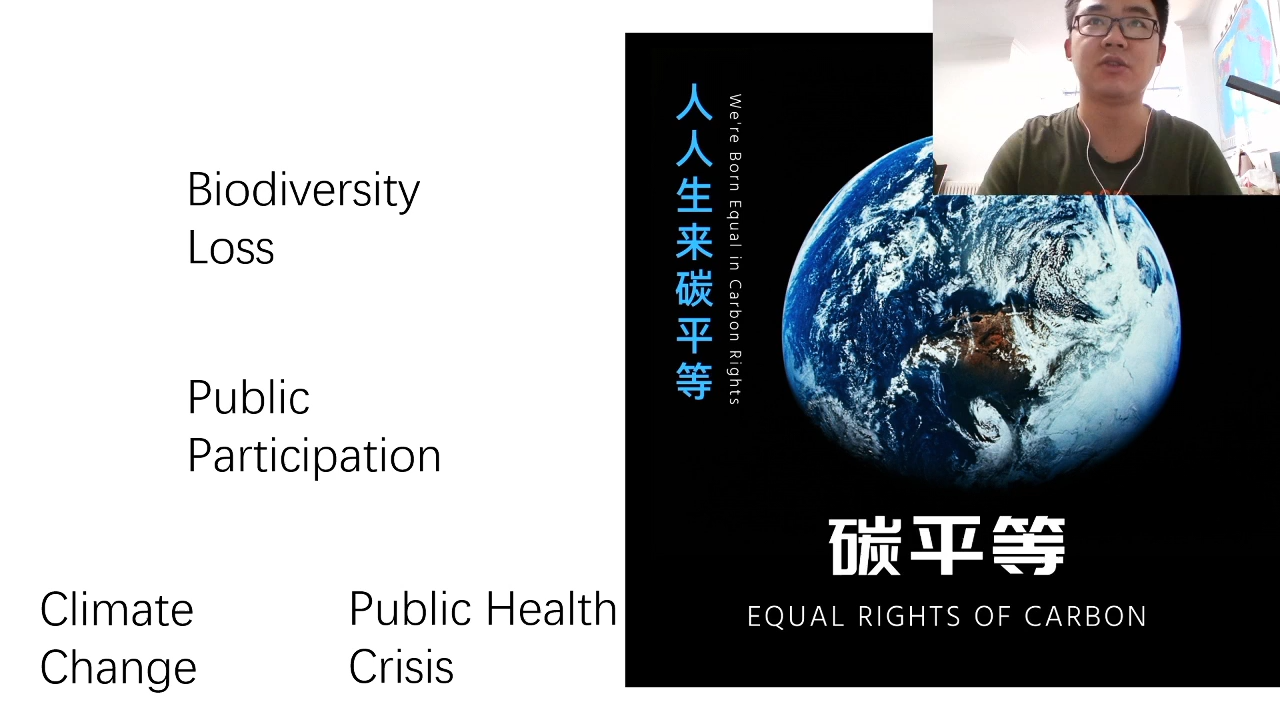 Biodiversity
Loss
Public
Participation
Climate
Change
Public Health
Crisis
人人生来碳平等
We're Born Equal in Carbon Rights
碳平等
EQUAL RIGHTS OF CARBON